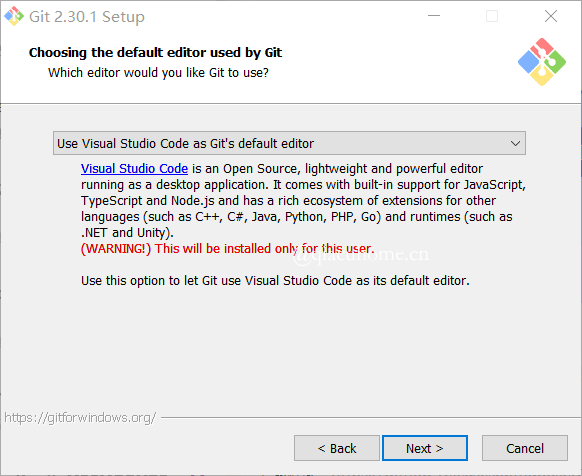 Git 2.30.1 Setup
Choosing the default editor used by Git
Which editor would you like Git to use?
Use Visual Studio Code as Git's default editor
Visual Studio Code is an Open Source, lightweight and powerful editor
running as a desktop application. It comes with built-in support for JavaScript,
TypeScript and Node.js and has a rich ecosystem of extensions for other
languages (such as C++, C#, Java, Python, PHP, Go) and runtimes (such as
.NET and Unity).
(WARNING!) This will be installed only for this user.
Use this option to let Git use Visual Studio Code as its default editor.
https://gitforwindows.org/
< Back
Next >
Cancel